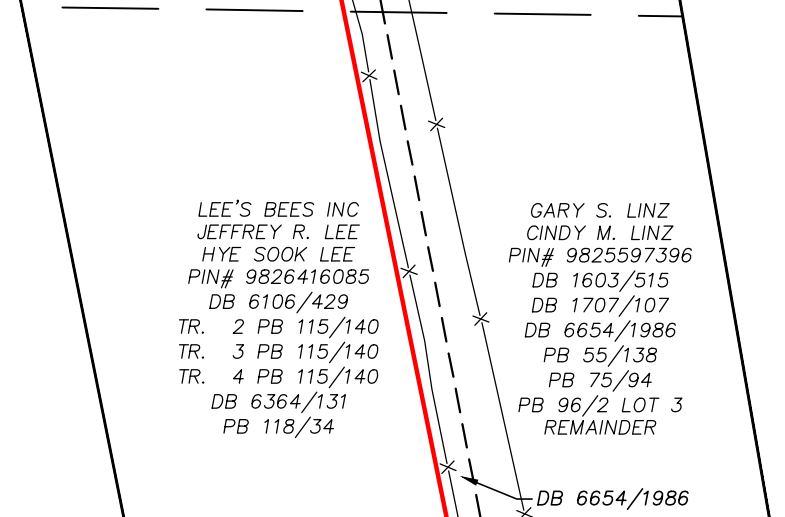 LEE'S BEES INC
JEFFREY R. LEE
HYE SOOK LEE
PIN# 9826416085
DB 6106/429
TR. 2 PB 115/140
TR. 3 PB 115/140
TR. 4 PB 115/140
DB 6364/131
PB 118/34
GARY S. LINZ
CINDY M. LINZ
PIN# 9825597396
DB 1603/515
DB 1707/107
DB 6654/1986
PB 55/138
PB 75/94
PB 96/2 LOT 3
REMAINDER
DB 6654/1986